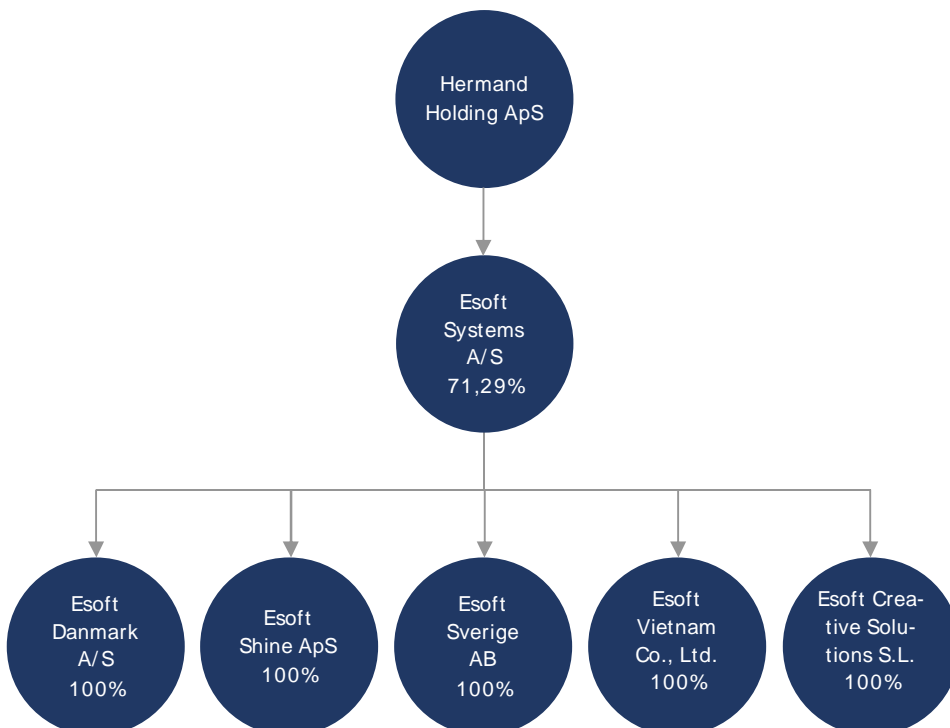 Hermand
Holding ApS
Esoft
Systems
A/S
71,29%
Esoft
Danmark
A/S
100%
Esoft
Shine ApS
100%
Esoft
Sverige
AB
100%
Esoft
Vietnam
Co., Ltd.
100%
Esoft Crea-
tive Solu-
tions S.L.
100%